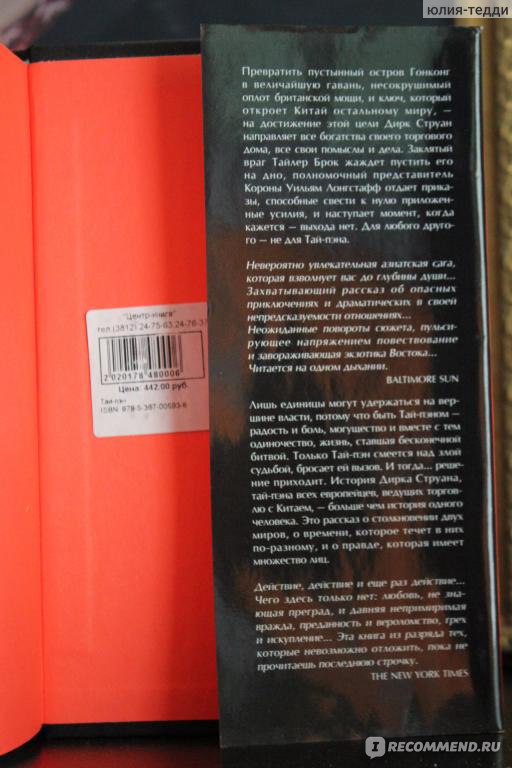 юлия-тедди
Превратить пустынный остров Гонконг
в величайшую гавань, несокрушимый
оплот британской мощи, и ключ, который
откроет Китай остальному миру, —
на достижение этой цели Дирк Струан
направляет все богатства своего торгового
дома, все свои помыслы и дела. Заклятый
враг Тайлер Брок жаждет пустить его
на дно, полномочный представитель
Короны Уильям Лонгстафф отдает прика-
зы, способные свести к нулю приложен-
ные усилия, и наступает момент, когда
кажется — выхода нет. Для любого друго-
го — не для Тай-пэна.
Невероятно увлекательная азиатская сага,
которая взволнует вас до глубины души...
Захватывающий рассказ об опасных
приключениях и драматических в своей
непредсказуемости отношениях...
Неожиданные повороты сюжета, пульси-
рующее напряжением повествование
и завораживающая экзотика Востока...
Читается на одном дыхании.
BALTIMORE SUN
Лишь единицы могут удержаться на вер-
шине власти, потому что быть Тай-пэном —
радость и боль, могущество и вместе с тем
одиночество, жизнь, ставшая бесконечной
битвой. Только Тай-пэн смеется над злой
судьбой, бросает ей вызов. И тогда... реше-
ние приходит. История Дирка Струана,
тай-пэна всех европейцев, ведущих торгов-
лю с Китаем, — больше чем история одного
человека. Это рассказ о столкновении двух
миров, о времени, которое течет в них
по-разному, и о правде, которая имеет
множество лиц.
Действие, действие и еще раз действие...
Чего здесь только нет: любовь, не зна-
ющая преград, и давняя непримиримая
вражда, преданность и вероломство, грех
и искупление... Эта книга из разряда тех,
которые невозможно отложить, пока не
прочитаешь последнюю строчку.
THE NEW YORK TIMES
"Центр-книга"
тел.(3812) 24-75-63,24-76-37
2020178480006
Цена: 442.00 руб.
Тай-пэн
ISBN: 978-5-387-00593-8
IRECOMMEND.RU